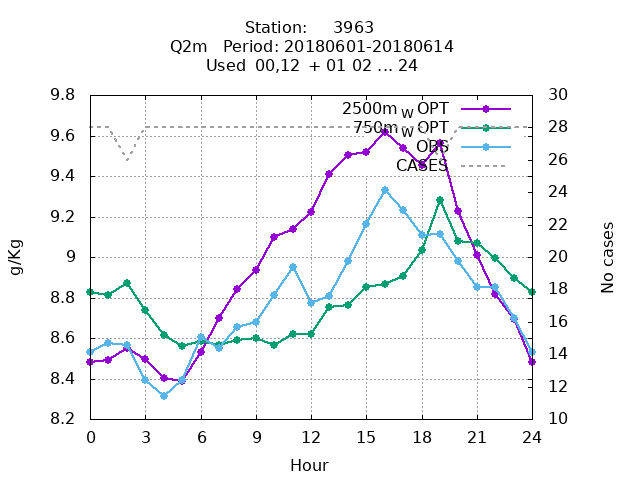 Station: 3963
Q2m Period: 20180601-20180614
Used 00,12 + 01 02 ... 24
9.8 30
2500m W OPT
750m W OPT
OBS
CASES
9.6 28
26
9.4
24
9.2 22
9 20
8.8 18
16
8.6
14
8.4 12
8.2 10
g/Kg
No cases
0 3 6 9 12 15 18 21 24
Hour